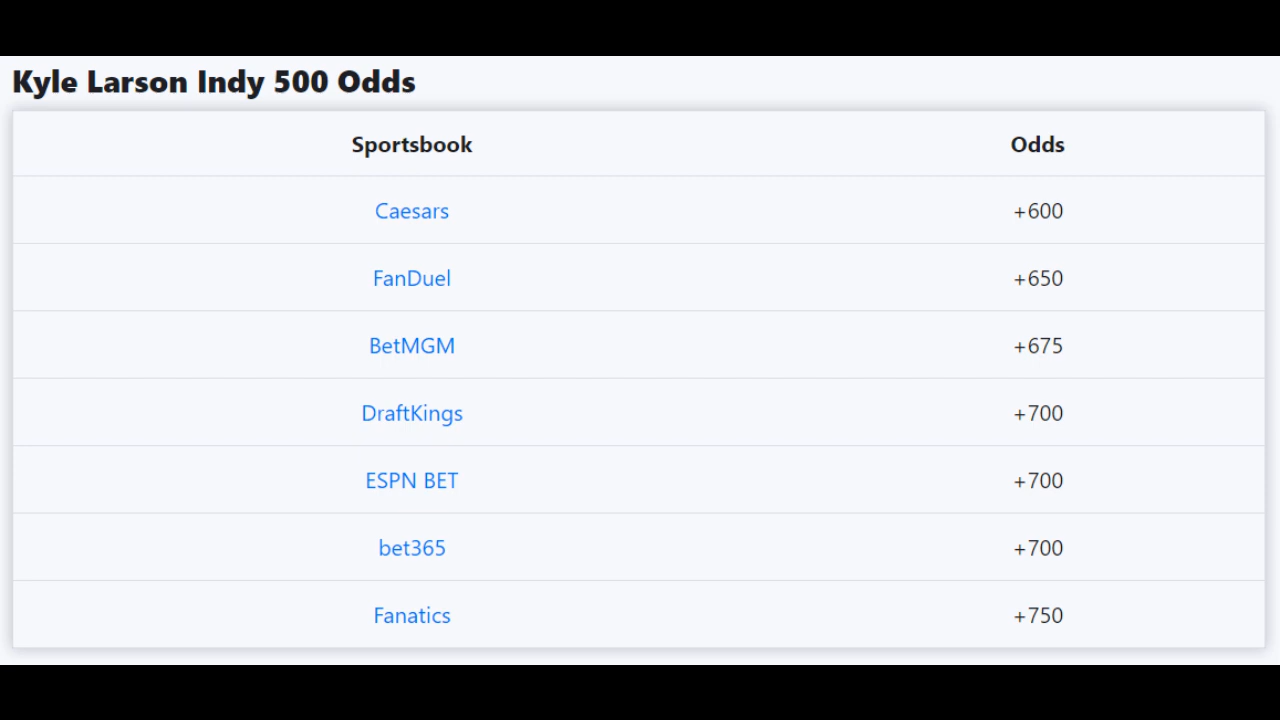 Kyle Larson Indy 500 Odds
Sportsbook Odds
Caesars +600
FanDuel +650
BetMGM +675
DraftKings +700
ESPN BET +700
bet365 +700
Fanatics +750